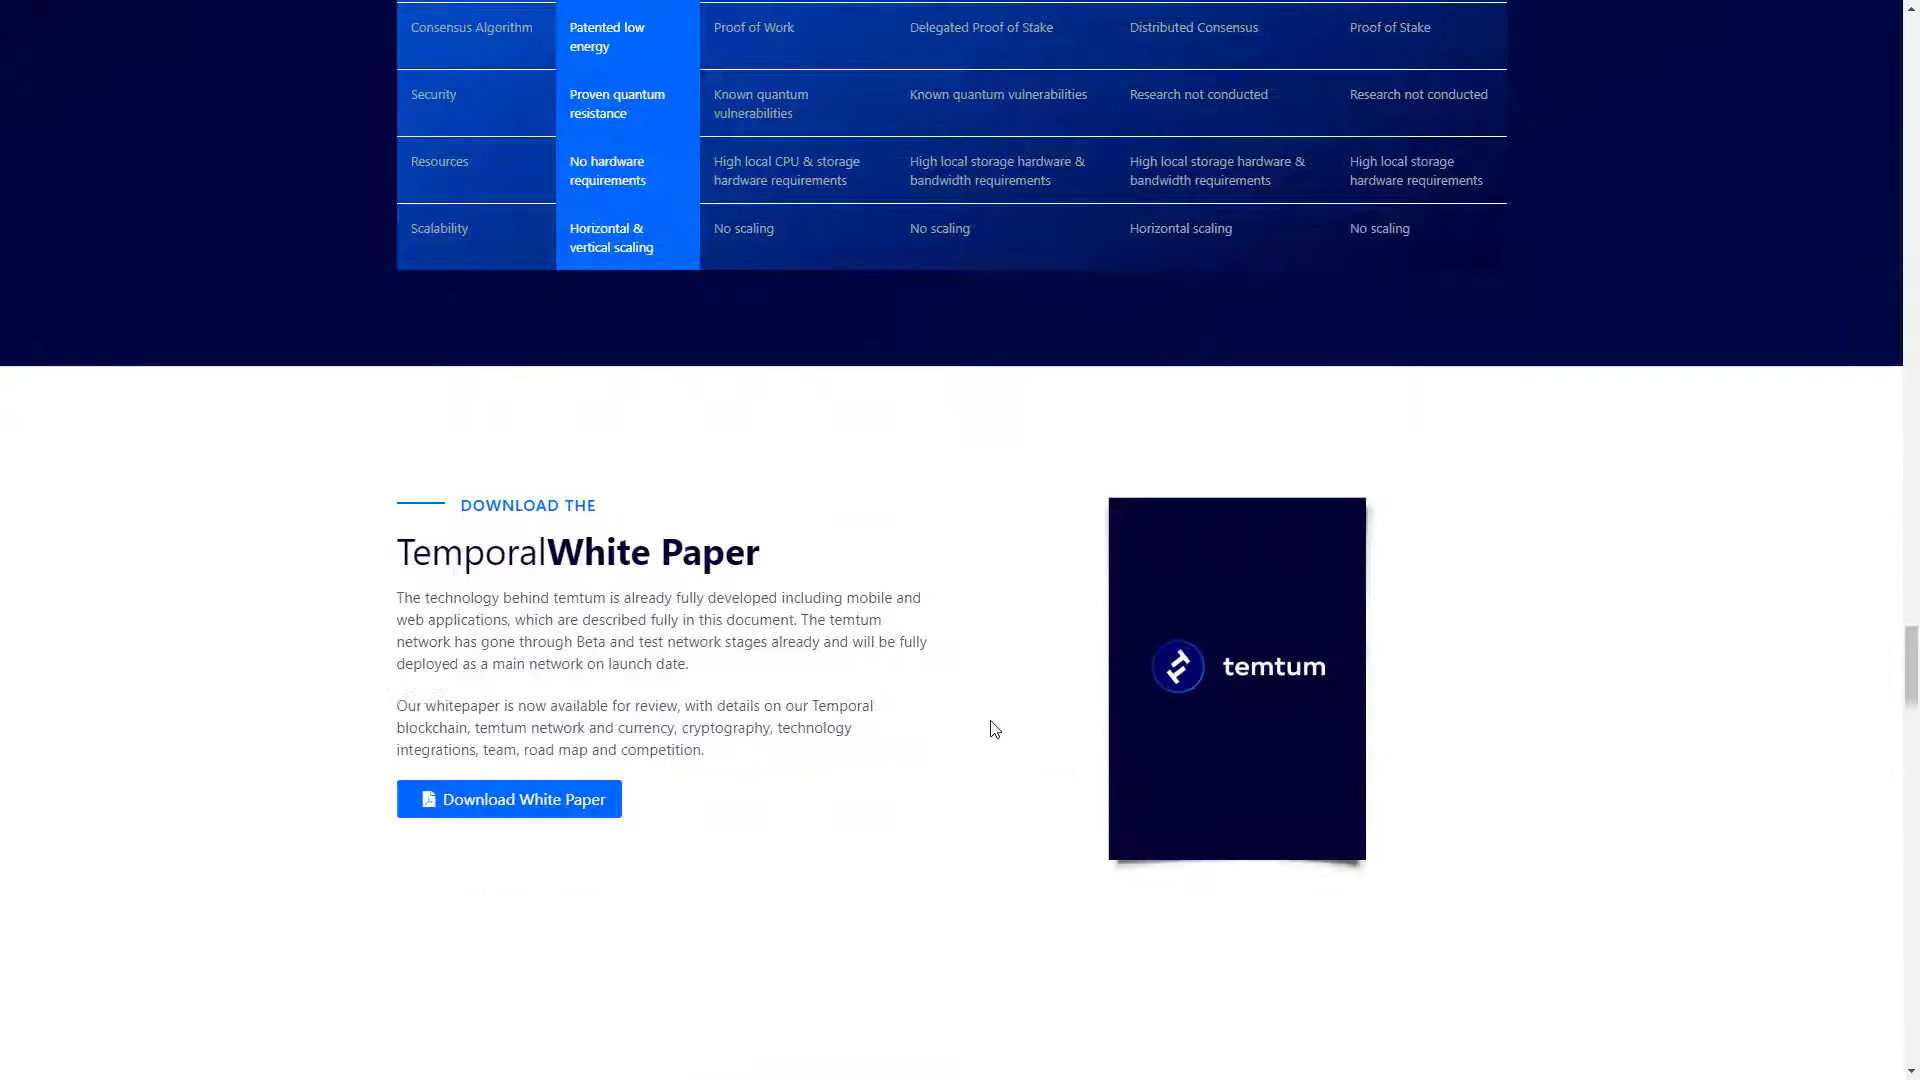 Consensus Algorithm Patented low energy Proof of Work Delegated Proof of Stake Distributed Consensus Proof of Stake
Security Proven quantum resistance Known quantum vulnerabilities Known quantum vulnerabilities Research not conducted Research not conducted
Resources No hardware requirements High local CPU & storage hardware requirements High local storage hardware & bandwidth requirements High local storage hardware & bandwidth requirements High local storage hardware requirements
Scalability Horizontal & vertical scaling No scaling No scaling Horizontal scaling No scaling
DOWNLOAD THE
TemporalWhite Paper
The technology behind temtum is already fully developed including mobile and
web applications, which are described fully in this document. The temtum
network has gone through Beta and test network stages already and will be fully
deployed as a main network on launch date.
Our whitepaper is now available for review, with details on our Temporal
blockchain, temtum network and currency, cryptography, technology
integrations, team, road map and competition.
Download White Paper
temtum